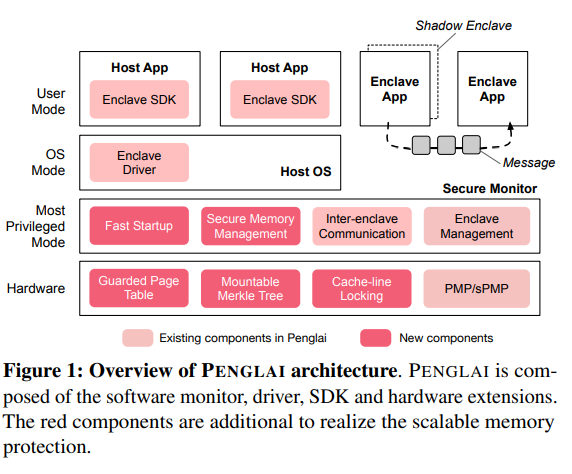 Shadow Enclave
User
Mode
Host App
Enclave SDK
Host App
Enclave SDK
Enclave
App
Enclave
App
Message
OS
Mode
Enclave
Driver
Host OS
Secure Monitor
Most
Privileged
Mode
Fast Startup
Secure Memory
Management
Inter-enclave
Communication
Enclave
Management
Hardware
Guarded Page
Table
Mountable
Merkle Tree
Cache-line
Locking
PMP/sPMP
Existing components in Penglai
New components
Figure 1: Overview of PENGLAI architecture. PENGLAI is com-
posed of the software monitor, driver, SDK and hardware extensions.
The red components are additional to realize the scalable memory
protection.